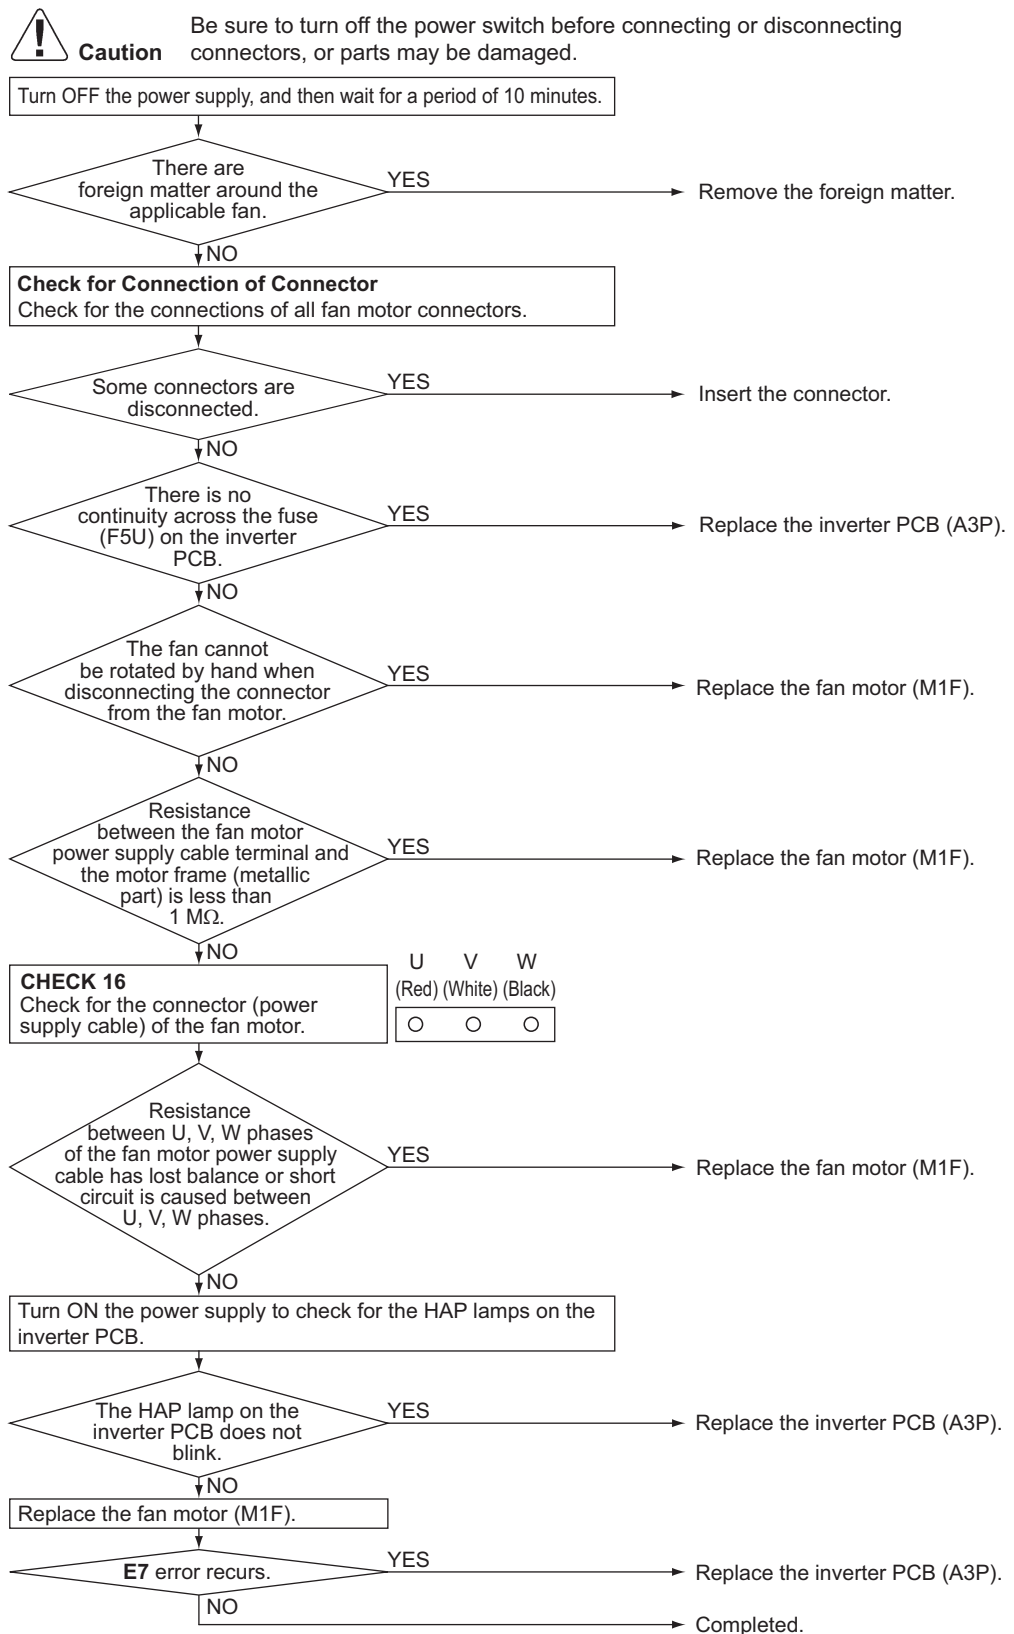 Be sure to turn off the power switch before connecting or disconnecting
Caution connectors, or parts may be damaged.
Turn OFF the power supply, and then wait for a period of 10 minutes.
There are
foreign matter around the
applicable fan.
YES
Remove the foreign matter.
NO
Check for Connection of Connector
Check for the connections of all fan motor connectors.
Some connectors are
disconnected.
YES
Insert the connector.
NO
There is no
continuity across the fuse
(F5U) on the inverter
PCB.
YES
Replace the inverter PCB (A3P).
NO
The fan cannot
be rotated by hand when
disconnecting the connector
from the fan motor.
YES
Replace the fan motor (M1F).
NO
Resistance
between the fan motor
power supply cable terminal and
the motor frame (metallic
part) is less than
1 MΩ.
YES
Replace the fan motor (M1F).
NO
CHECK 16
Check for the connector (power
supply cable) of the fan motor.
U V W
(Red) (White) (Black)
Resistance
between U, V, W phases
of the fan motor power supply
cable has lost balance or short
circuit is caused between
U, V, W phases.
YES
Replace the fan motor (M1F).
NO
Turn ON the power supply to check for the HAP lamps on the
inverter PCB.
The HAP lamp on the
inverter PCB does not
blink.
YES
Replace the inverter PCB (A3P).
NO
Replace the fan motor (M1F).
E7 error recurs.
YES
Replace the inverter PCB (A3P).
NO
Completed.